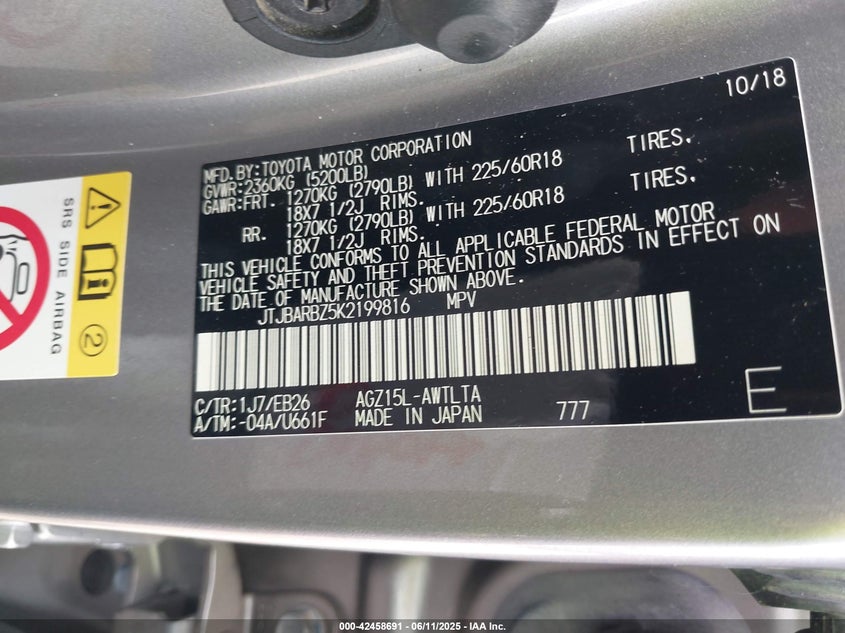 10/18
MFD.BY:TOYOTA MOTOR CORPORATION
GVWR:2360KG (5200LB)
GAWR:FRT. 1270KG (2790LB) WITH 225/60R18 TIRES.
18X7 1/2J RIMS.
RR. 1270KG (2790LB) WITH 225/60R18 TIRES.
18X7 1/2J RIMS.
THIS VEHICLE CONFORMS TO ALL APPLICABLE FEDERAL MOTOR
VEHICLE SAFETY AND THEFT PREVENTION STANDARDS IN EFFECT ON
THE DATE OF MANUFACTURE SHOWN ABOVE.
JTJBARBZ5K2199816 MPV
C/TR:1J7/EB26 AGZ15L-AWTLTA
A/TM:-04A/U661F MADE IN JAPAN 777
E
SRS SIDE AIRBAG
2
000-42458691 - 06/11/2025 - IAA Inc.